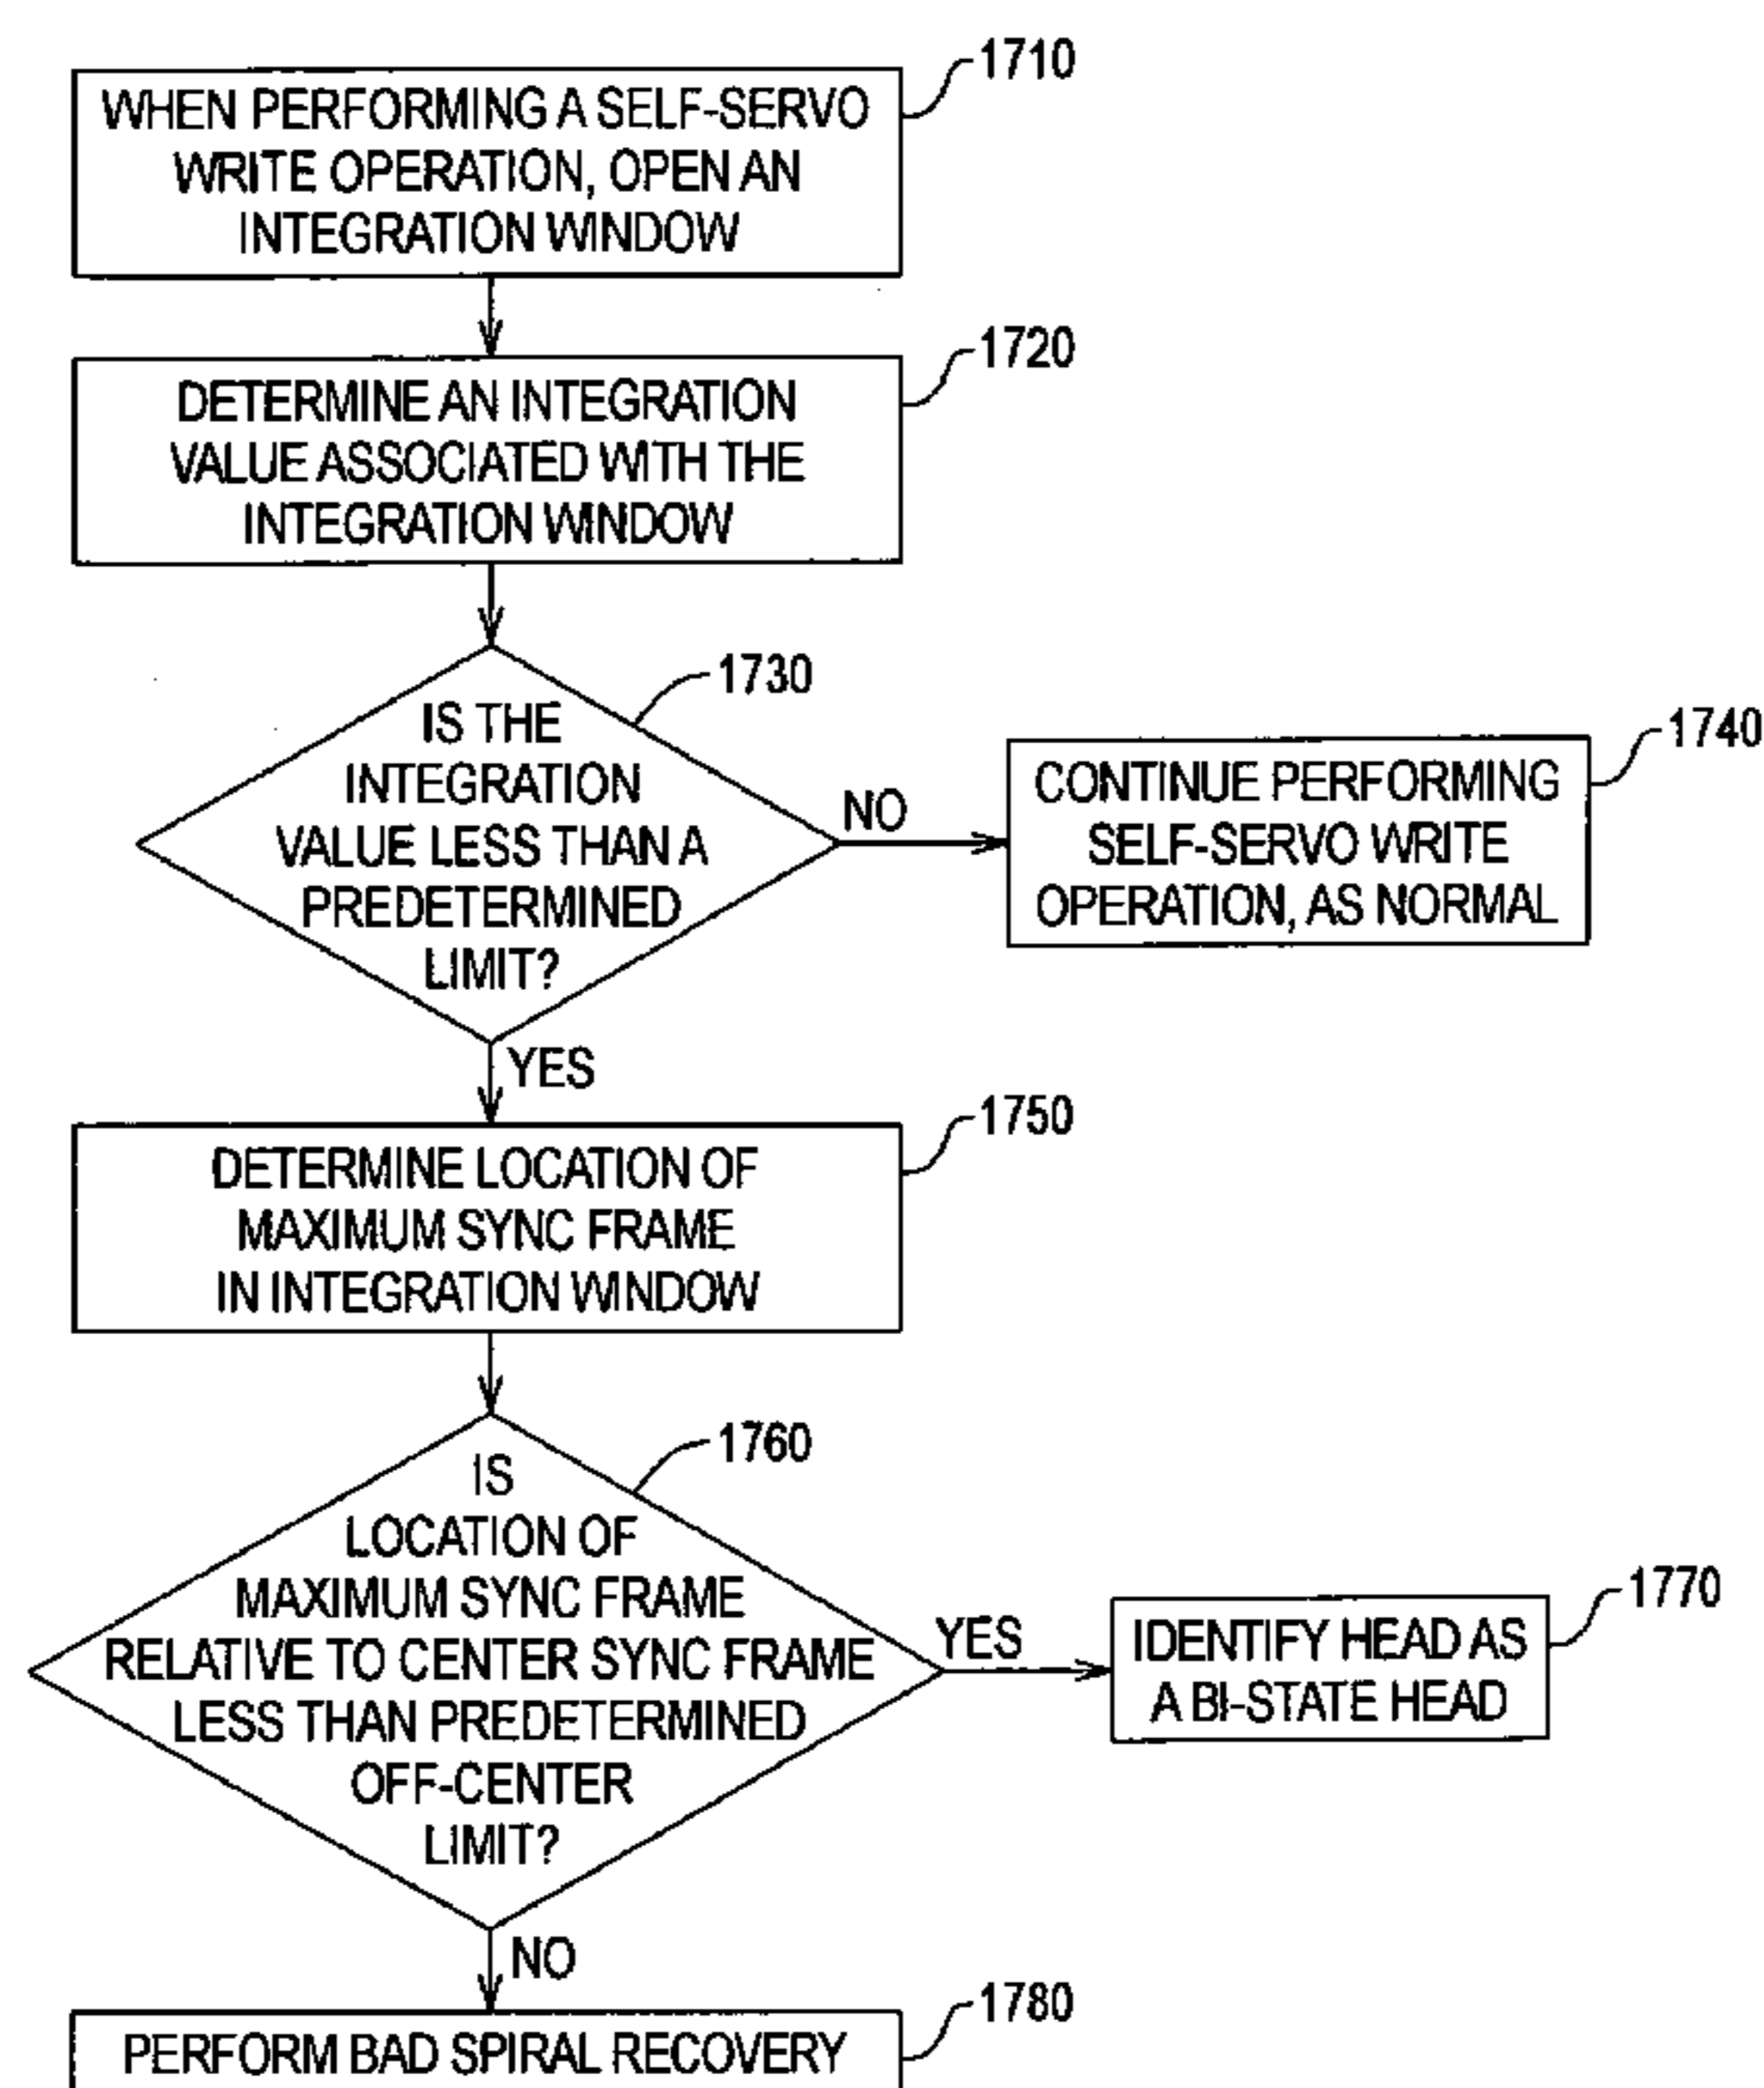 1710
WHEN PERFORMING A SELF-SERVO
WRITE OPERATION, OPEN AN
INTEGRATION WINDOW
1720
DETERMINE AN INTEGRATION
VALUE ASSOCIATED WITH THE
INTEGRATION WINDOW
1730
IS THE
INTEGRATION
VALUE LESS THAN A
PREDETERMINED
LIMIT?
NO
1740
CONTINUE PERFORMING
SELF-SERVO WRITE
OPERATION, AS NORMAL
YES
1750
DETERMINE LOCATION OF
MAXIMUM SYNC FRAME
IN INTEGRATION WINDOW
1760
IS
LOCATION OF
MAXIMUM SYNC FRAME
RELATIVE TO CENTER SYNC FRAME
LESS THAN PREDETERMINED
OFF-CENTER
LIMIT?
YES
1770
IDENTIFY HEAD AS
A BI-STATE HEAD
NO
1780
PERFORM BAD SPIRAL RECOVERY